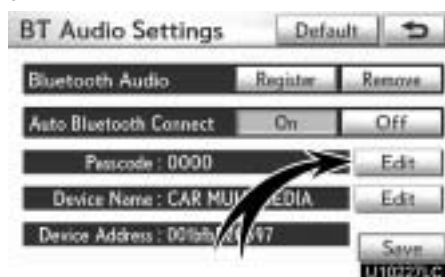 BT Audio Settings Default
Bluetooth Audio Register Remove
Auto Bluetooth Connect On Off
Passcode : 0000 Edit
Device Name : CAR MULTIMEDIA Edit
Device Address : Save